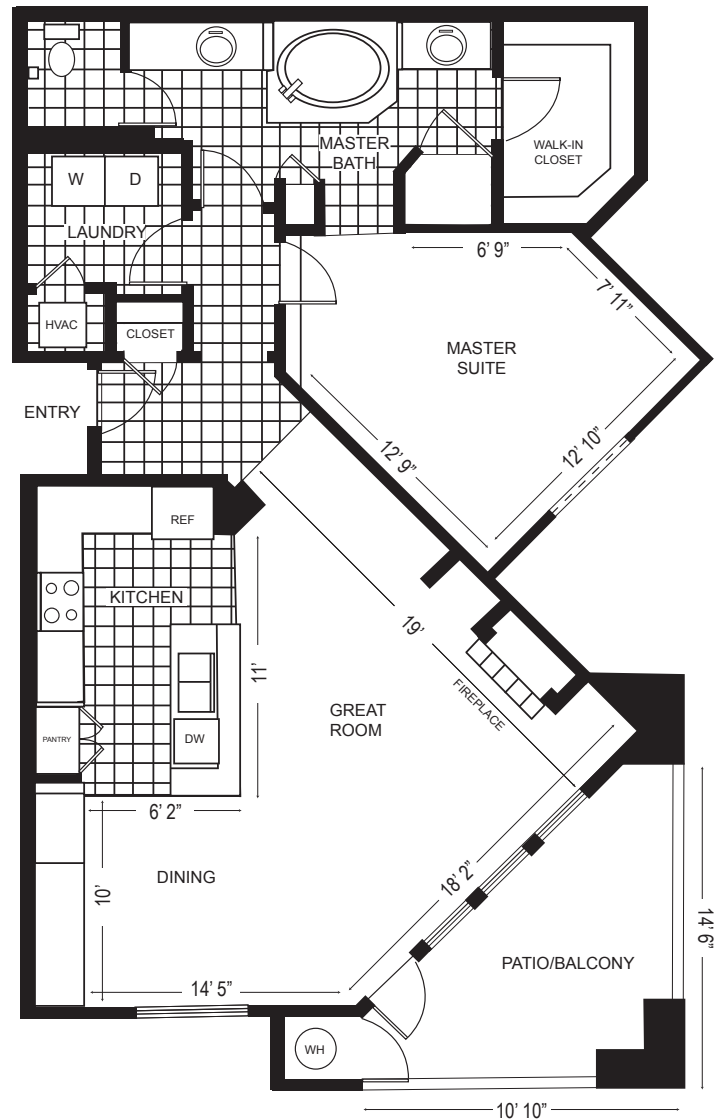 MASTER
BATH
WALK-IN
CLOSET
W
D
LAUNDRY
6’ 9”
7’ 11”
HVAC
CLOSET
MASTER
SUITE
ENTRY
12’ 9”
12’ 10”
REF
KITCHEN
11’
19’
FIREPLACE
GREAT
ROOM
PANTRY
DW
6’ 2”
DINING
10’
18’ 2”
14’ 6”
PATIO/BALCONY
14’ 5”
WH
10’ 10”